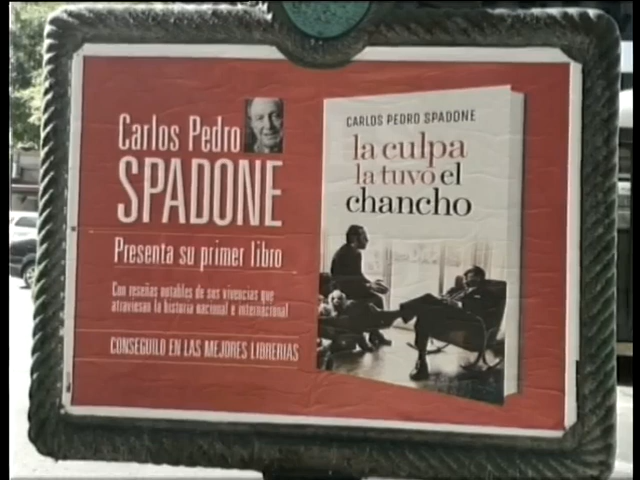 Carlos Pedro
SPADONE
Presenta su primer libro
Con reseñas notables de sus vivencias que
atraviesan la historia nacional e internacional
CONSEGUILO EN LAS MEJORES LIBRERIAS
CARLOS PEDRO SPADONE
la culpa
la tuvo el
chancho